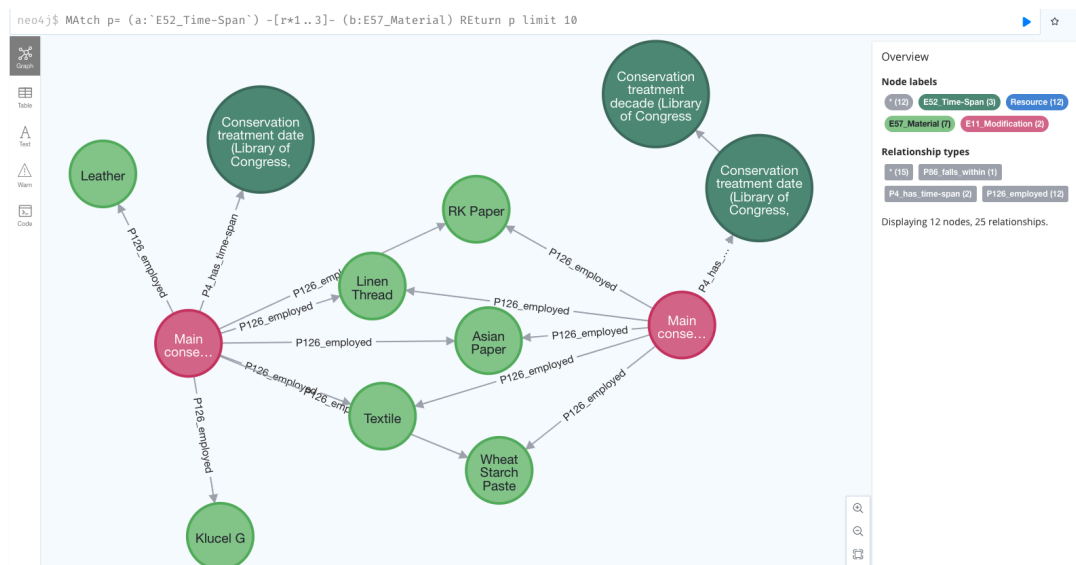 neo4j$ MAtch p= (a:`E52_Time-Span`) -[r*1..3]- (b:E57_Material) REturn p limit 10
Graph
Table
Text
Warn
Code
Conservation
treatment date
(Library of
Congress,
Leather
P126_employed
P4_has_time-span
Conservation
treatment
decade (Library
of Congress
Conservation
treatment date
(Library of
Congress,
P4_has_…
RK Paper
P126_empl
P126_employed
Linen
Thread
P126_employed
P126_employed
Main
conse…
P126_employed
Asian
Paper
P126_employed
Main
conse…
P126_employed
P126_emp
P126_employed
P126_employed
Textile
P126_employed
Wheat
Starch
Paste
Klucel G
Overview
Node labels
* (12)
E52_Time-Span (3)
Resource (12)
E57_Material (7)
E11_Modification (2)
Relationship types
* (15)
P86_falls_within (1)
P4_has_time-span (2)
P126_employed (12)
Displaying 12 nodes, 25 relationships.